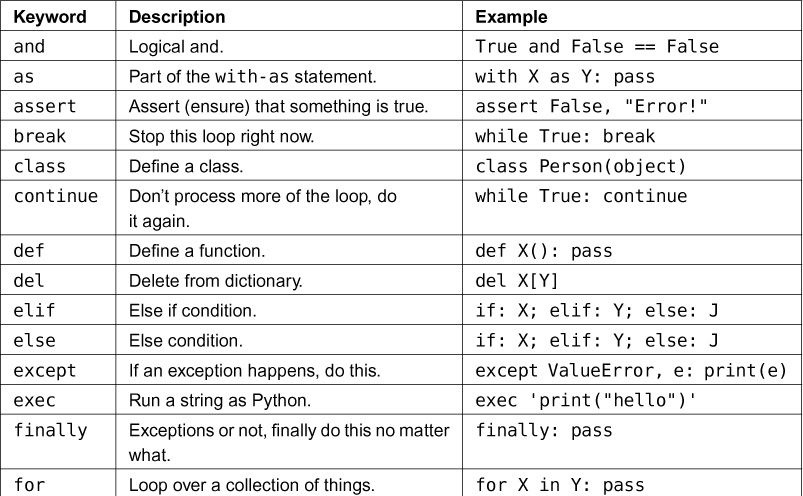 Keyword Description Example
and Logical and. True and False == False
as Part of the with-as statement. with X as Y: pass
assert Assert (ensure) that something is true. assert False, "Error!"
break Stop this loop right now. while True: break
class Define a class. class Person(object)
continue Don’t process more of the loop, do while True: continue
it again.
def Define a function. def X(): pass
del Delete from dictionary. del X[Y]
elif Else if condition. if: X; elif: Y; else: J
else Else condition. if: X; elif: Y; else: J
except If an exception happens, do this. except ValueError, e: print(e)
exec Run a string as Python. exec 'print("hello")'
finally Exceptions or not, finally do this no matter finally: pass
what.
for Loop over a collection of things. for X in Y: pass